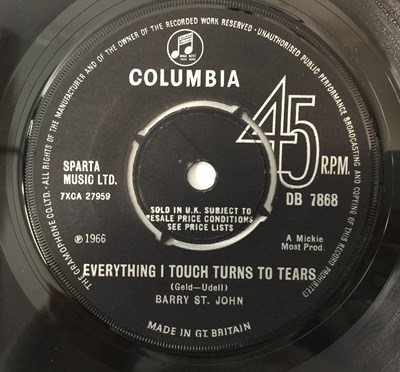 THE GRAMOPHONE CO. LTD. · ALL RIGHTS OF THE MANUFACTURER AND OF THE OWNER OF THE RECORDED WORK RESERVED · UNAUTHORISED PUBLIC PERFORMANCE BROADCASTING AND COPYING OF THIS RECORD PROHIBITED
COLUMBIA
45
R.P.M.
SPARTA
MUSIC LTD.
7XCA 27959
DB 7868
SOLD IN U.K. SUBJECT TO
RESALE PRICE CONDITIONS
SEE PRICE LISTS
℗ 1966
A Mickie
Most Prod.
EVERYTHING I TOUCH TURNS TO TEARS
(Geld—Udell)
BARRY ST. JOHN
MADE IN GT. BRITAIN